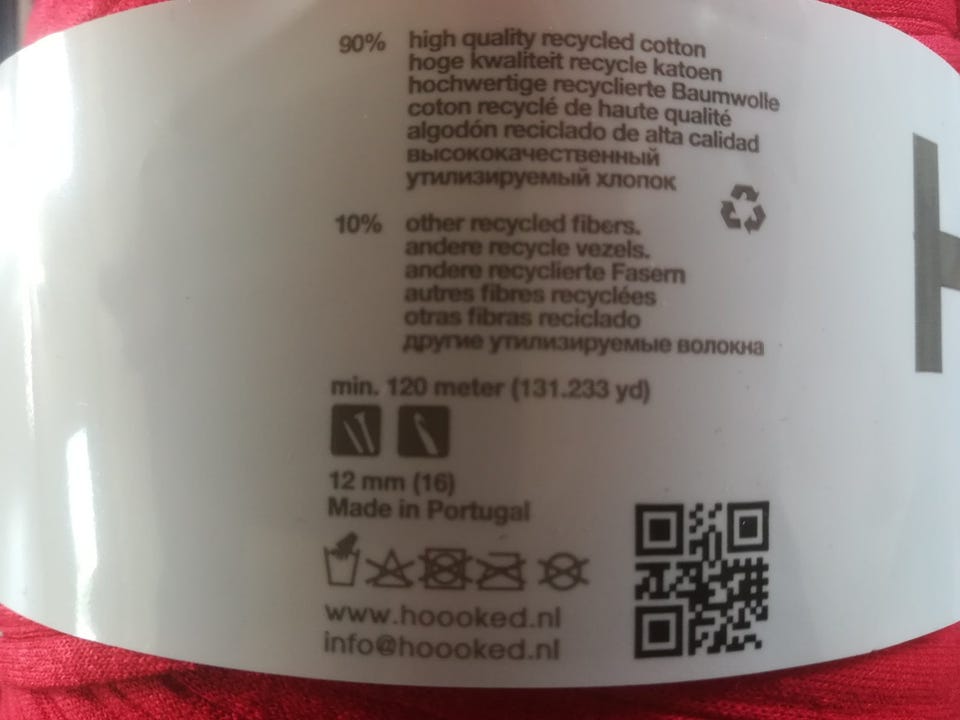 90% high quality recycled cotton
hoge kwaliteit recycle katoen
hochwertige recyclierte Baumwolle
coton recyclé de haute qualité
algodón reciclado de alta calidad
высококачественный
утилизируемый хлопок
10% other recycled fibers.
andere recycle vezels.
andere recyclierte Fasern
autres fibres recyclées
otras fibras reciclado
другие утилизируемые волокна
min. 120 meter (131.233 yd)
12 mm (16)
Made in Portugal
www.hoooked.nl
info@hoooked.nl
H